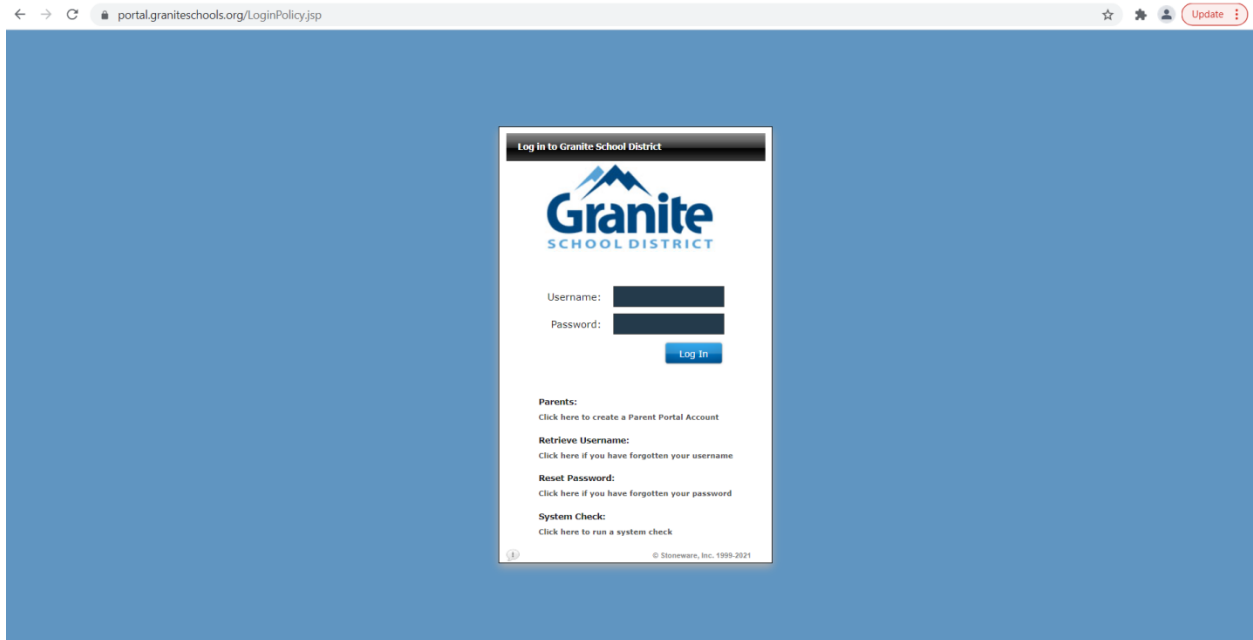 portal.graniteschools.org/LoginPolicy.jsp
Update
Log in to Granite School District
Granite
SCHOOL DISTRICT
Username:
Password:
Log In
Parents:
Click here to create a Parent Portal Account
Retrieve Username:
Click here if you have forgotten your username
Reset Password:
Click here if you have forgotten your password
System Check:
Click here to run a system check
© Stoneware, Inc. 1999-2021